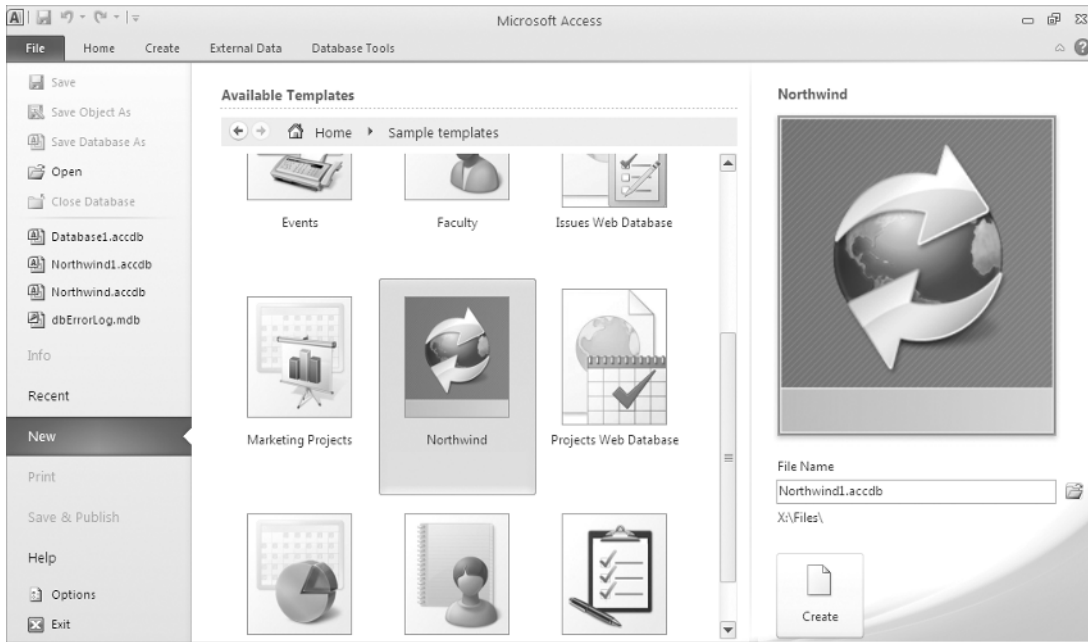 Microsoft Access
File Home Create External Data Database Tools
Save
Save Object As
Save Database As
Open
Close Database
Database1.accdb
Northwind1.accdb
Northwind.accdb
dbErrorLog.mdb
Info
Recent
New
Print
Save & Publish
Help
Options
Exit
Available Templates
Home Sample templates
Events Faculty Issues Web Database
Marketing Projects Northwind Projects Web Database
Northwind
File Name
Northwind1.accdb
X:\Files\
Create